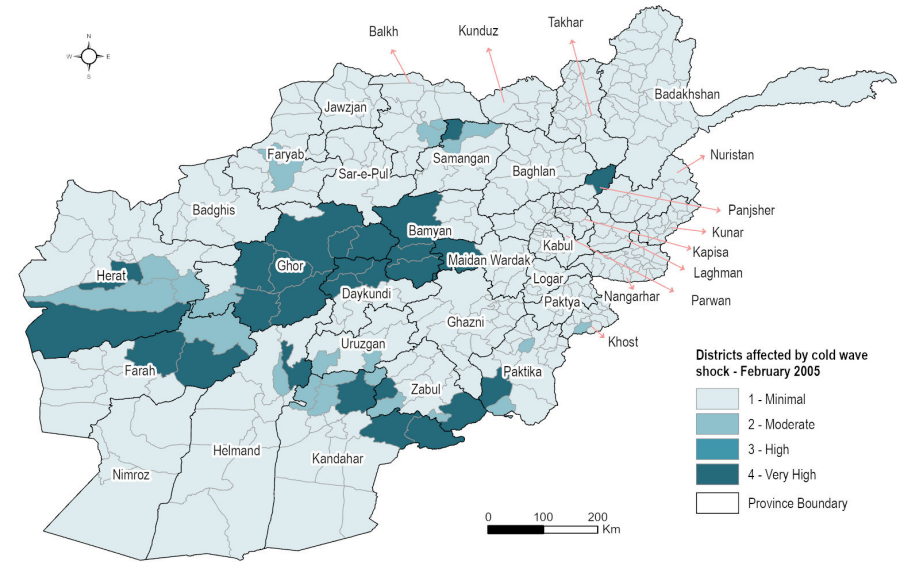 Takhar
Balkh
Kunduz
N
W
E
S
Badakhshan
Jawzjan
Nuristan
Faryab
Samangan
Baghlan
Sar-e-Pul
Panjsher
Badghis
Bamyan
Kunar
Kabul
Kapisa
Maidan Wardak
Ghor
Laghman
Herat
Logar
Daykundi
Nangarhar
Parwan
Paktya
Ghazni
Khost
Uruzgan
Districts affected by cold wave
shock - February 2005
Farah
Paktika
Zabul
1 - Minimal
2 - Moderate
3 - High
4 - Very High
Province Boundary
Helmand
Kandahar
Nimroz
0 100 200
Km